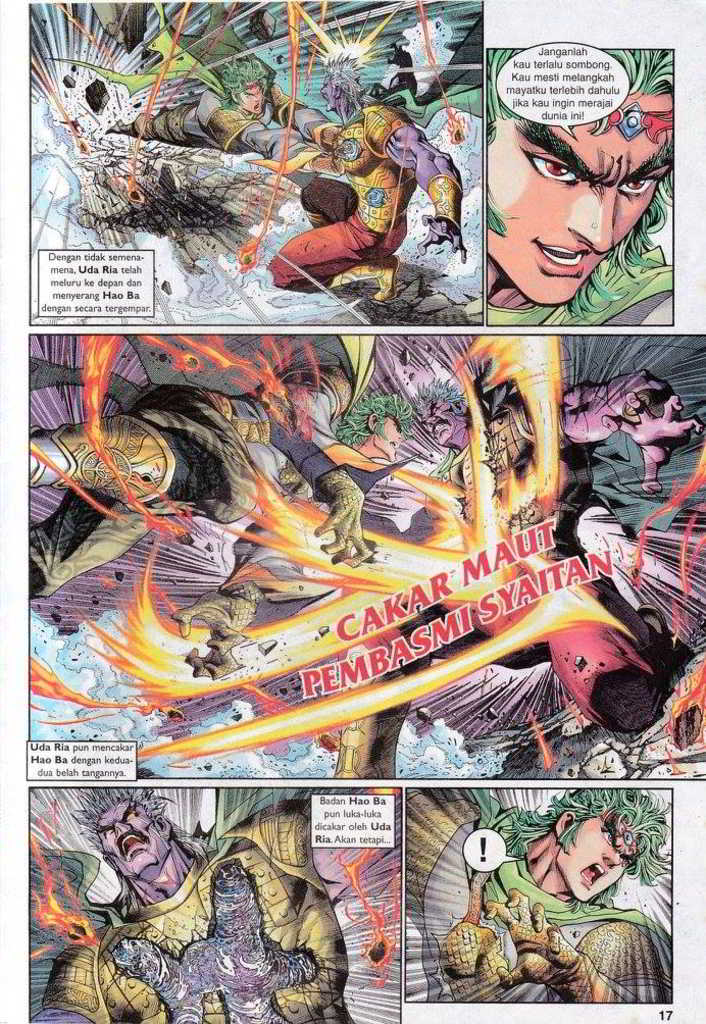 Dengan tidak semena-
mena, Uda Ria telah
meluru ke depan dan
menyerang Hao Ba
dengan secara tergempar.
Janganlah
kau terlalu sombong.
Kau mesti melangkah
mayatku terlebih dahulu
jika kau ingin merajai
dunia ini!
CAKAR MAUT
PEMBASMI SYAITAN
Uda Ria pun mencakar
Hao Ba dengan kedua-
dua belah tangannya.
Badan Hao Ba
pun luka-luka
dicakar oleh Uda
Ria. Akan tetapi...
!
17